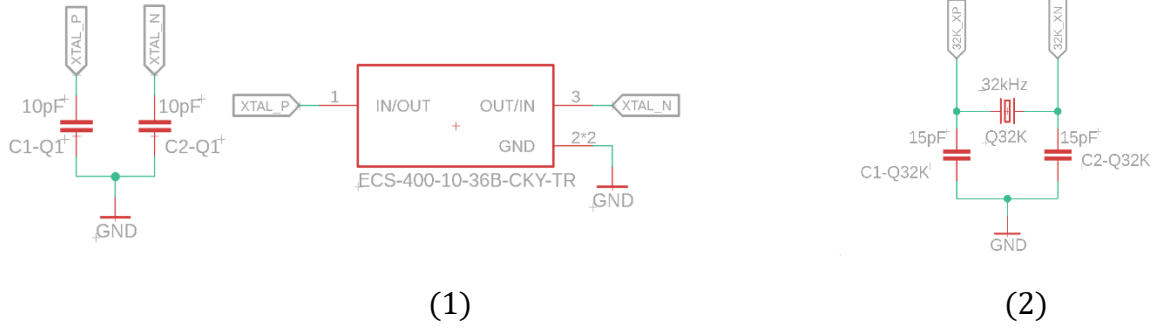 XTAL_P
XTAL_N
10pF
10pF
C1-Q1
C2-Q1
GND
XTAL_P
1
IN/OUT
OUT/IN
3
XTAL_N
GND
2*2
ECS-400-10-36B-CKY-TR
GND
(1)
32K_XP
32K_XN
32kHz
Q32K
15pF
15pF
C1-Q32K
C2-Q32K
GND
(2)